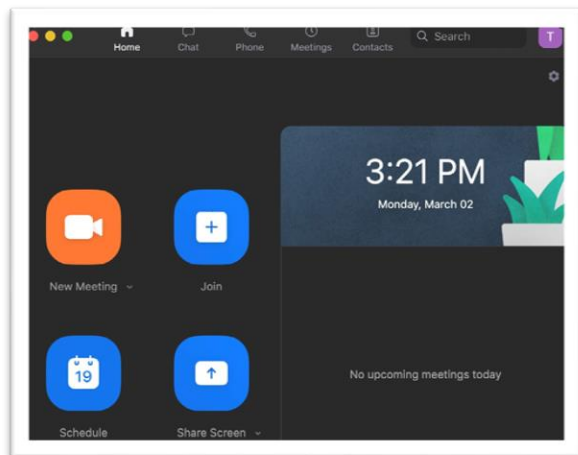 Home
Chat
Phone
Meetings
Contacts
Search
T
3:21 PM
Monday, March 02
New Meeting
Join
19
Schedule
Share Screen
No upcoming meetings today